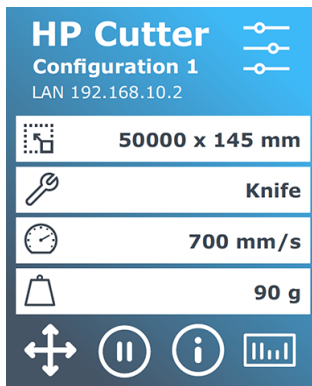 HP Cutter
Configuration 1
LAN 192.168.10.2
50000 x 145 mm
Knife
700 mm/s
90 g